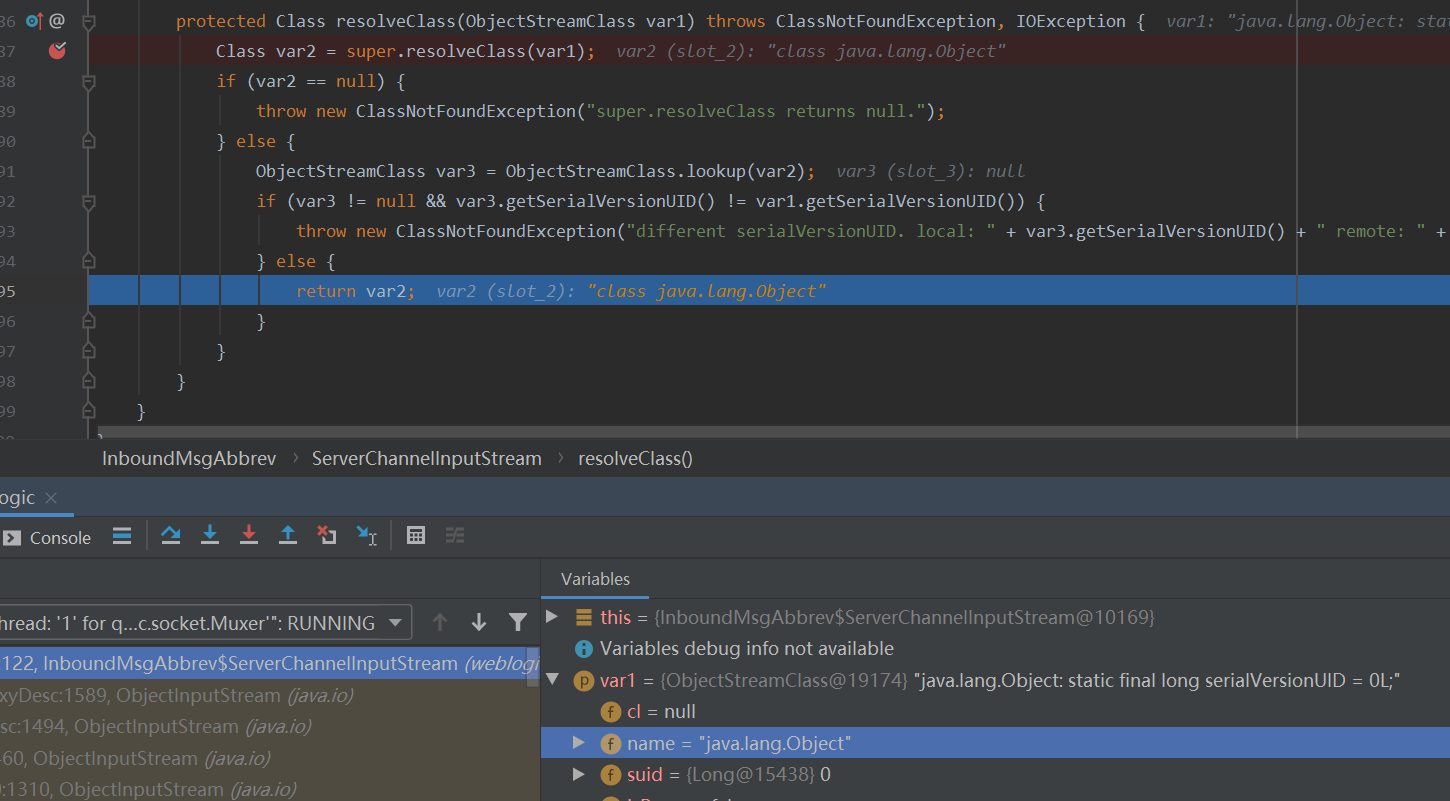 86 @ protected Class resolveClass(ObjectStreamClass var1) throws ClassNotFoundException, IOException { var1: "java.lang.Object: sta
87 Class var2 = super.resolveClass(var1); var2 (slot_2): "class java.lang.Object"
88 if (var2 == null) {
89 throw new ClassNotFoundException("super.resolveClass returns null.");
90 } else {
91 ObjectStreamClass var3 = ObjectStreamClass.lookup(var2); var3 (slot_3): null
92 if (var3 != null && var3.getSerialVersionUID() != var1.getSerialVersionUID()) {
93 throw new ClassNotFoundException("different serialVersionUID. local: " + var3.getSerialVersionUID() + " remote: " +
94 } else {
95 return var2; var2 (slot_2): "class java.lang.Object"
96 }
97 }
98 }
99 }
InboundMsgAbbrev › ServerChannelInputStream › resolveClass()
ogic ×
Console
Variables
hread: '1' for q...c.socket.Muxer'": RUNNING
:122, InboundMsgAbbrev$ServerChannelInputStream (weblogi
xyDesc:1589, ObjectInputStream (java.io)
sc:1494, ObjectInputStream (java.io)
60, ObjectInputStream (java.io)
:1310, ObjectInputStream (java.io)
this = {InboundMsgAbbrev$ServerChannelInputStream@10169}
Variables debug info not available
p var1 = {ObjectStreamClass@19174} "java.lang.Object: static final long serialVersionUID = 0L;"
f cl = null
f name = "java.lang.Object"
f suid = {Long@15438} 0